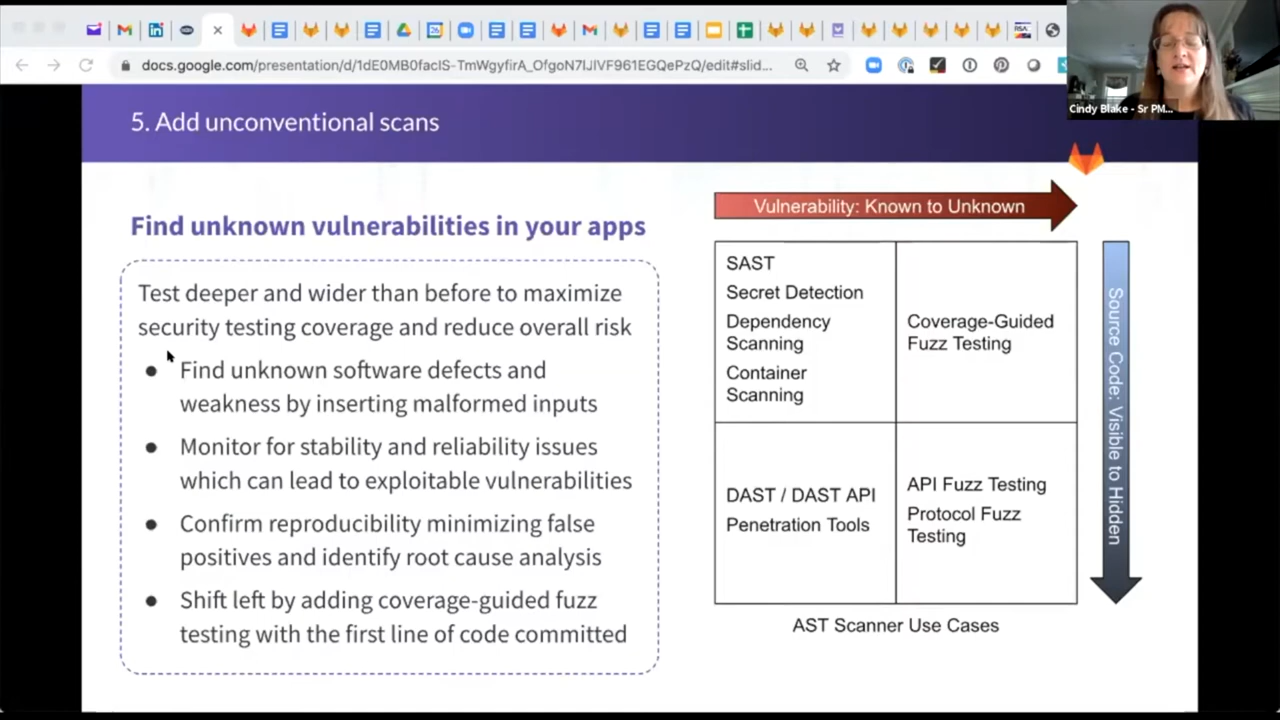 docs.google.com/presentation/d/1dE0MB0facIS-TmWgyfirA_OfgoN7IJIVF961EGQePzQ/edit#slid...
Cindy Blake - Sr PM...
5. Add unconventional scans
Find unknown vulnerabilities in your apps
Test deeper and wider than before to maximize
security testing coverage and reduce overall risk
● Find unknown software defects and
weakness by inserting malformed inputs
● Monitor for stability and reliability issues
which can lead to exploitable vulnerabilities
● Confirm reproducibility minimizing false
positives and identify root cause analysis
● Shift left by adding coverage-guided fuzz
testing with the first line of code committed
Vulnerability: Known to Unknown
SAST
Secret Detection
Dependency
Scanning
Container
Scanning
Coverage-Guided
Fuzz Testing
DAST / DAST API
Penetration Tools
API Fuzz Testing
Protocol Fuzz
Testing
Source Code: Visible to Hidden
AST Scanner Use Cases